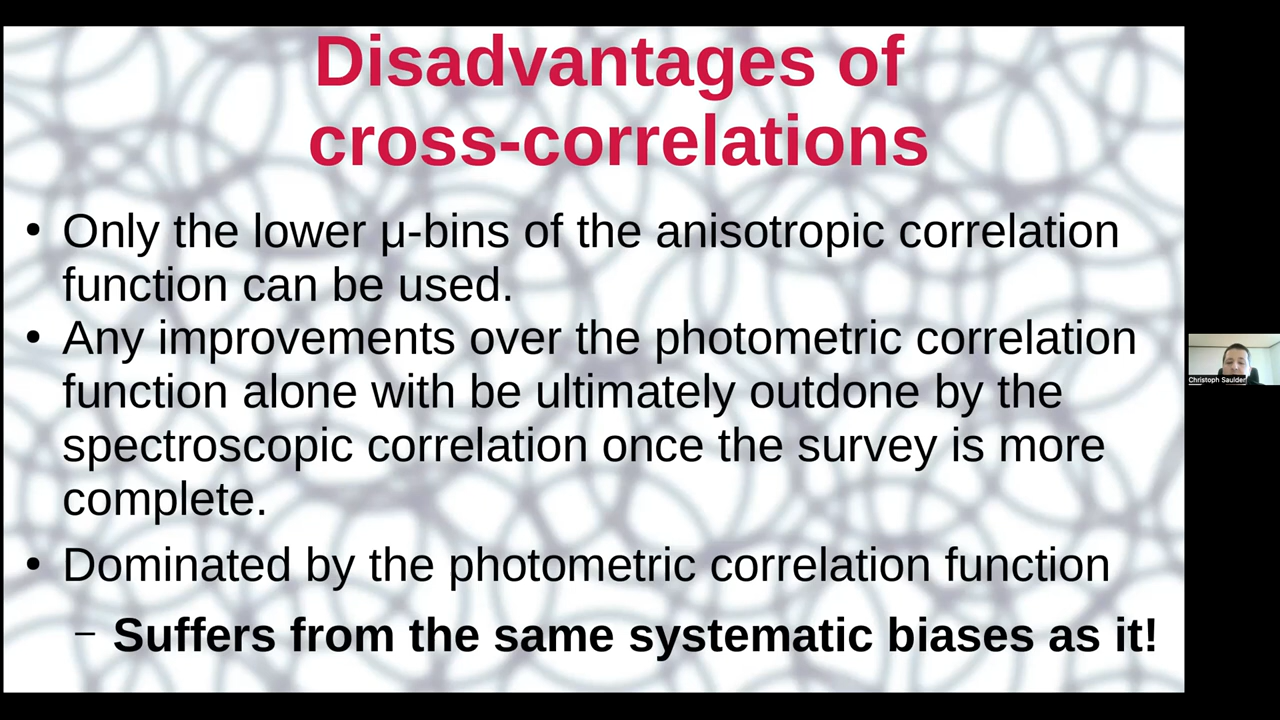 Disadvantages of
cross-correlations
• Only the lower μ-bins of the anisotropic correlation
function can be used.
• Any improvements over the photometric correlation
function alone with be ultimately outdone by the
spectroscopic correlation once the survey is more
complete.
• Dominated by the photometric correlation function
– Suffers from the same systematic biases as it!
Christoph Saulder